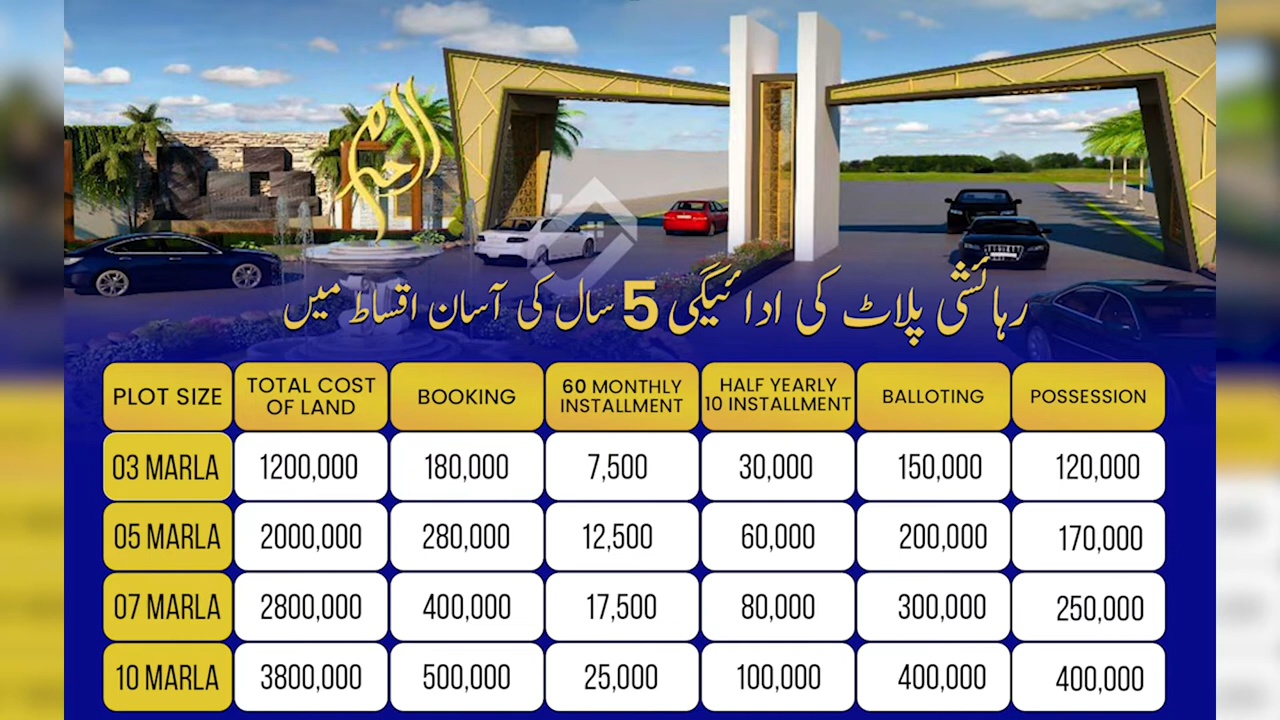 العزم
رہائشی پلاٹ کی ادائیگی 5 سال کی آسان اقساط میں
PLOT SIZE
TOTAL COST
OF LAND
BOOKING
60 MONTHLY
INSTALLMENT
HALF YEARLY
10 INSTALLMENT
BALLOTING
POSSESSION
03 MARLA 1200,000 180,000 7,500 30,000 150,000 120,000
05 MARLA 2000,000 280,000 12,500 60,000 200,000 170,000
07 MARLA 2800,000 400,000 17,500 80,000 300,000 250,000
10 MARLA 3800,000 500,000 25,000 100,000 400,000 400,000